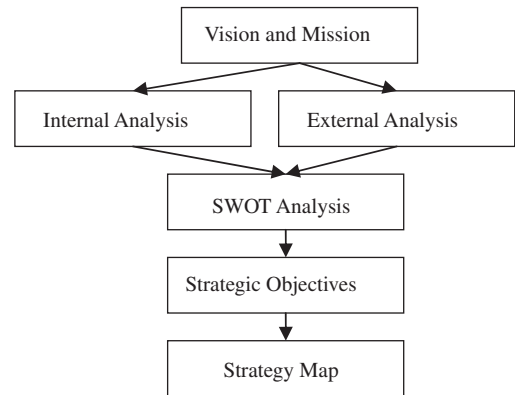 Vision and Mission
Internal Analysis
External Analysis
SWOT Analysis
Strategic Objectives
Strategy Map